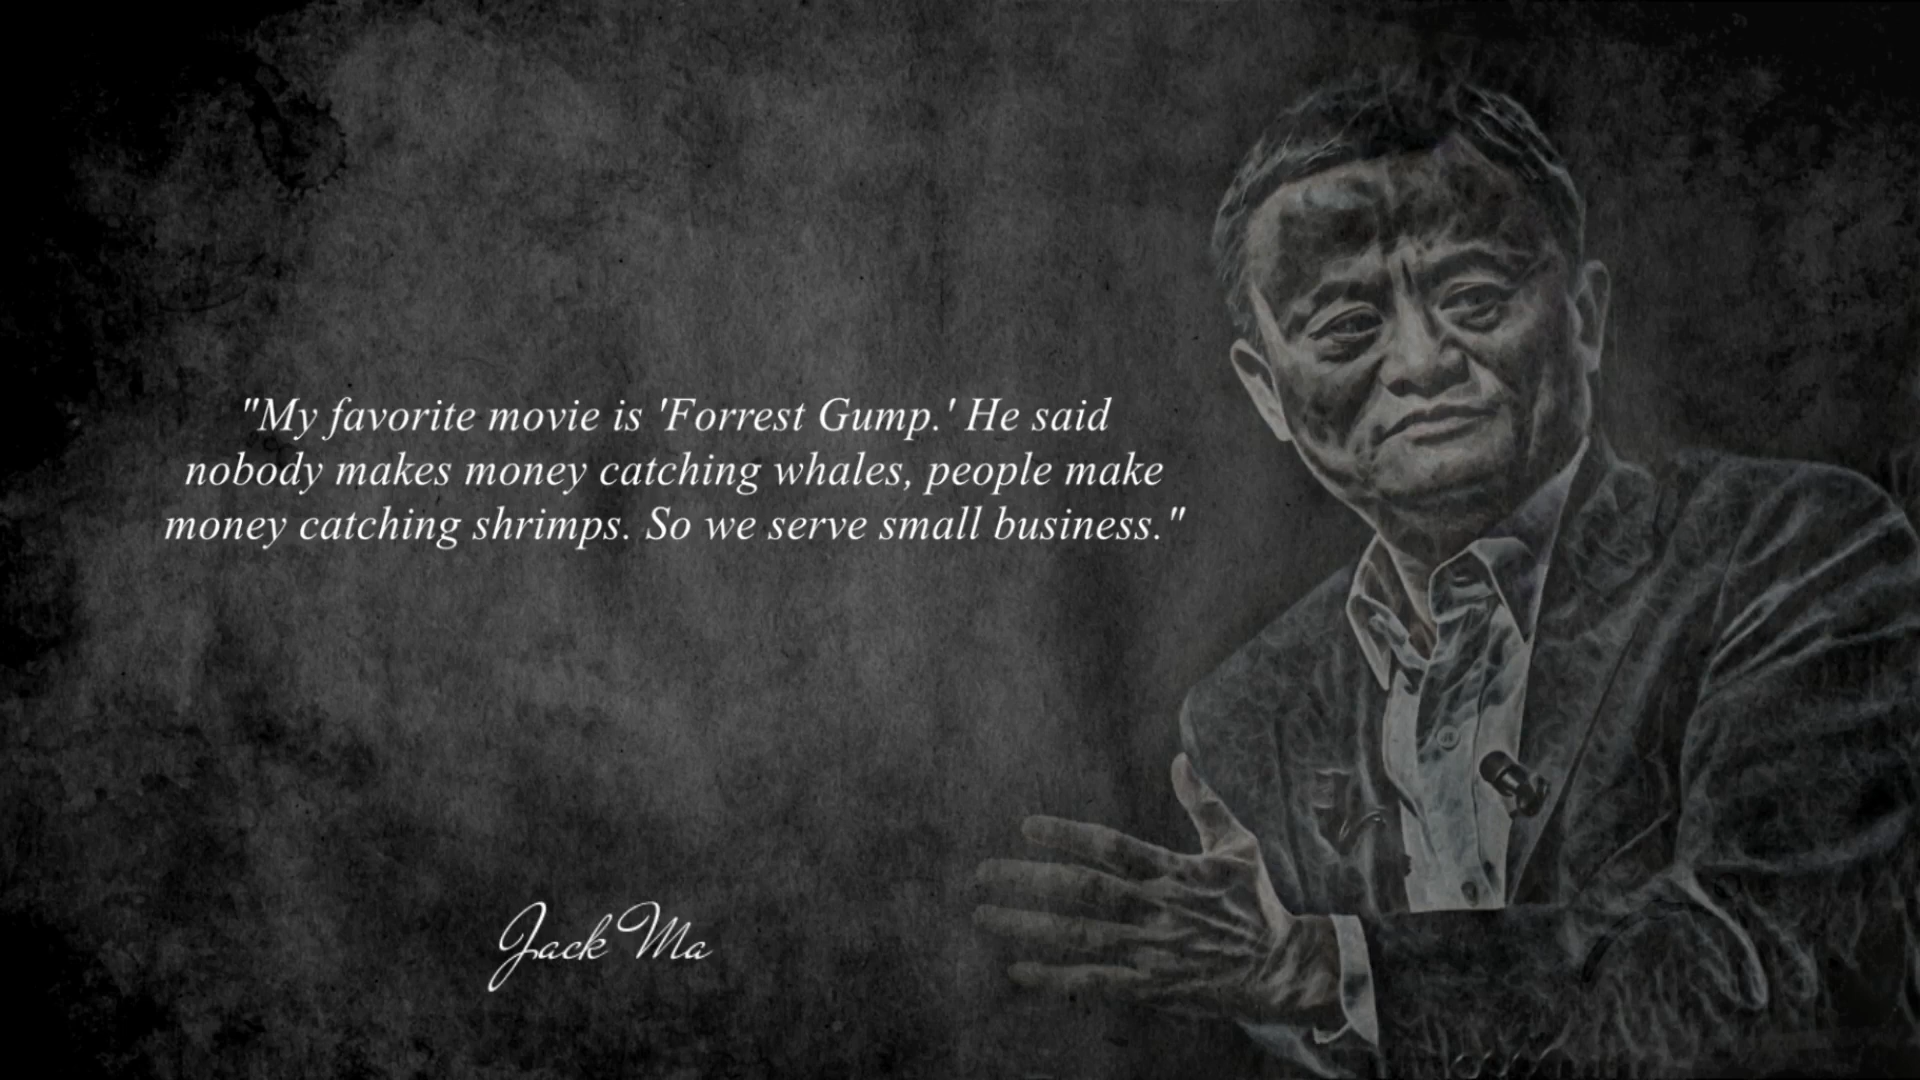 "My favorite movie is 'Forrest Gump.' He said
nobody makes money catching whales, people make
money catching shrimps. So we serve small business."
Jack Ma